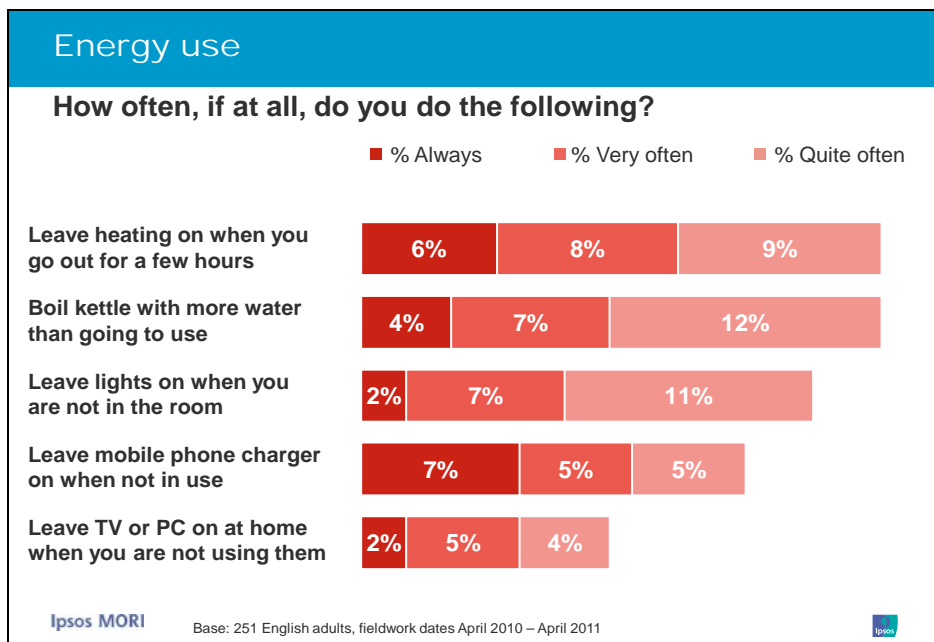 Energy use
How often, if at all, do you do the following?
% Always % Very often % Quite often
Leave heating on when you
go out for a few hours
6% 8% 9%
Boil kettle with more water
than going to use
4% 7% 12%
Leave lights on when you
are not in the room
2% 7% 11%
Leave mobile phone charger
on when not in use
7% 5% 5%
Leave TV or PC on at home
when you are not using them
2% 5% 4%
Ipsos MORI
Base: 251 English adults, fieldwork dates April 2010 – April 2011
Ipsos